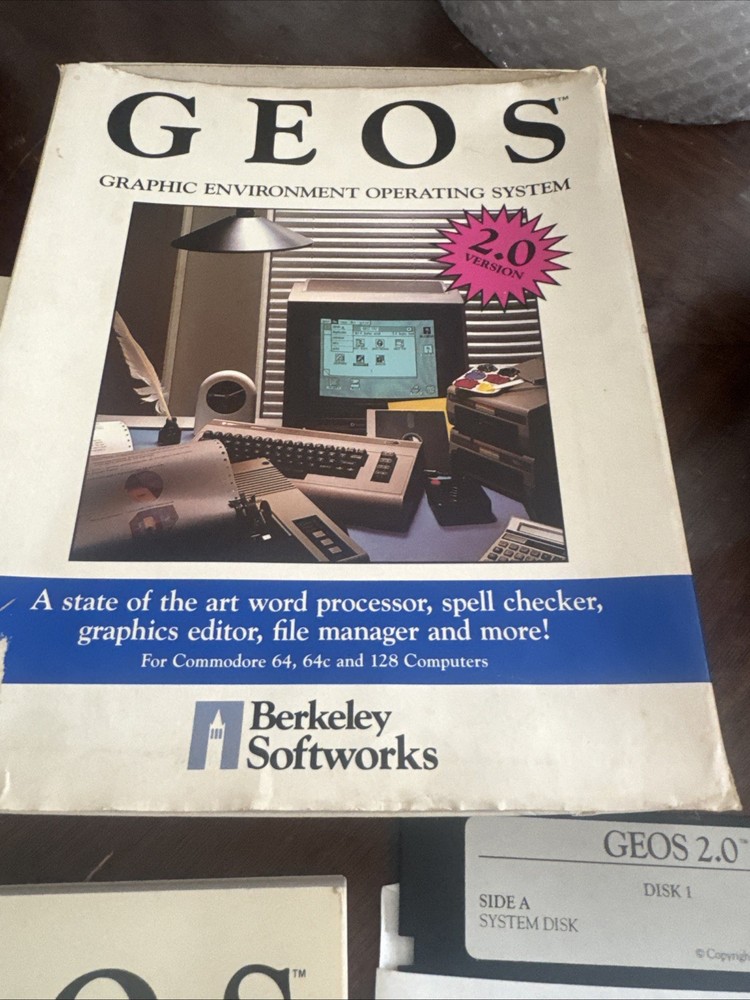 GEOS™
GRAPHIC ENVIRONMENT OPERATING SYSTEM
2.0
VERSION
A state of the art word processor, spell checker,
graphics editor, file manager and more!
For Commodore 64, 64c and 128 Computers
Berkeley
Softworks
GEOS 2.0™
DISK 1
SIDE A
SYSTEM DISK
© Copyrigh
OS™